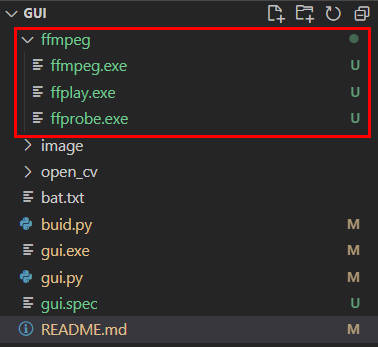 GUI
ffmpeg
ffmpeg.exe U
ffplay.exe U
ffprobe.exe U
image
open_cv
bat.txt
buid.py M
gui.exe M
gui.py M
gui.spec U
README.md M